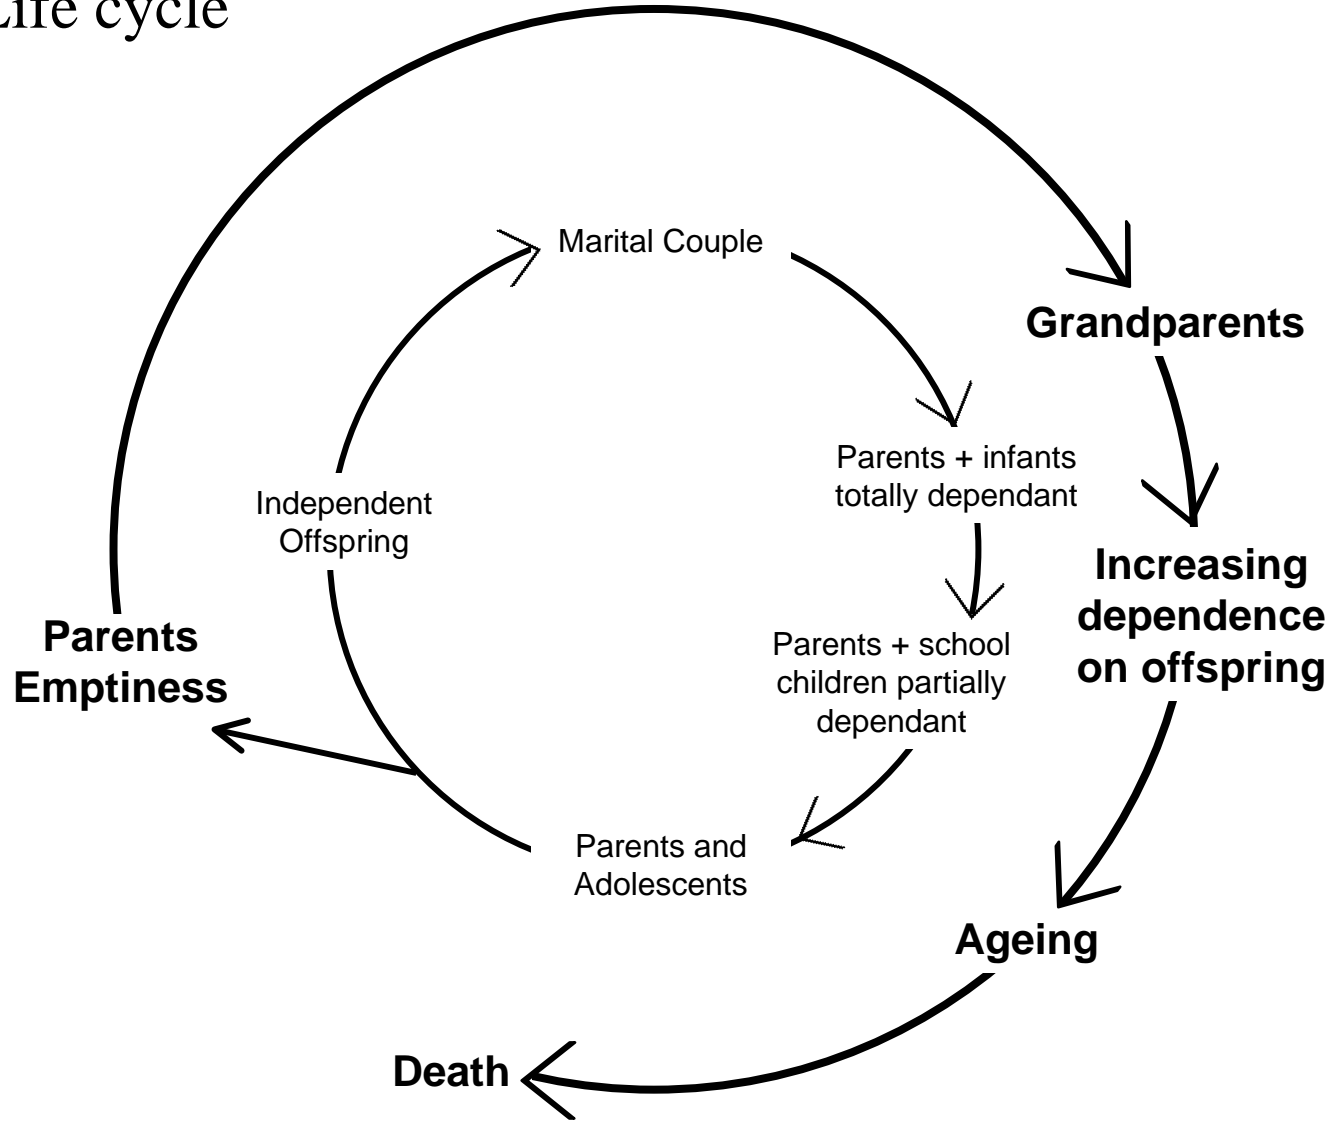 Life cycle
Marital Couple
Grandparents
Parents + infants
totally dependant
Independent
Offspring
Increasing
dependence
on offspring
Parents
Emptiness
Parents + school
children partially
dependant
Parents and
Adolescents
Ageing
Death